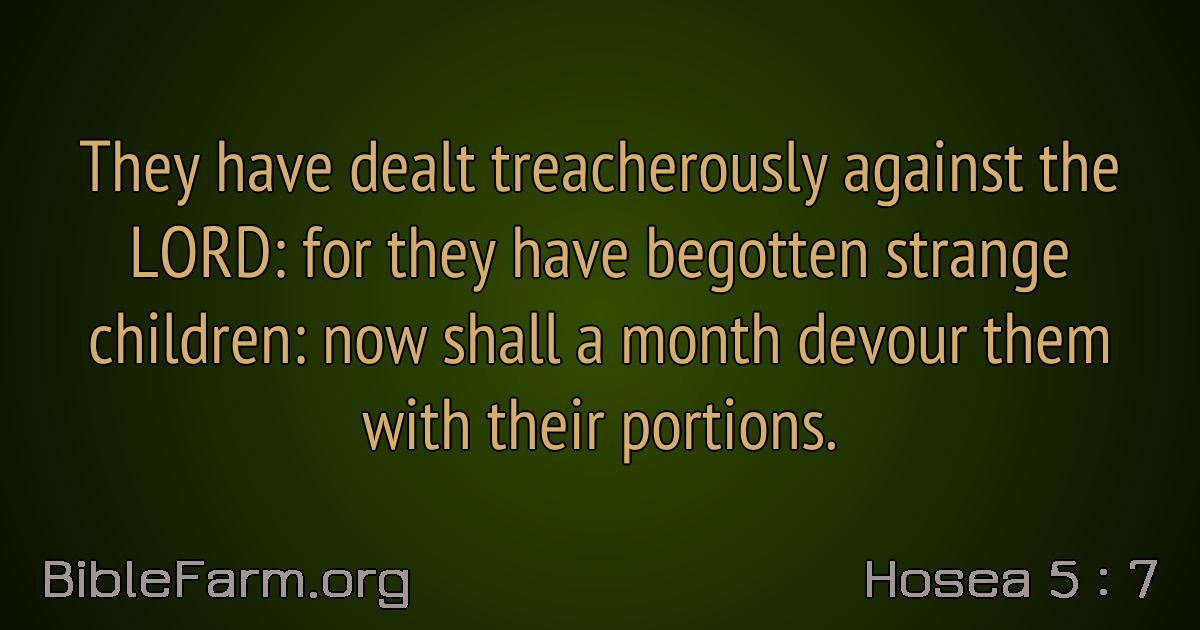 They have dealt treacherously against the
LORD: for they have begotten strange
children: now shall a month devour them
with their portions.
BibleFarm.org
Hosea 5 : 7